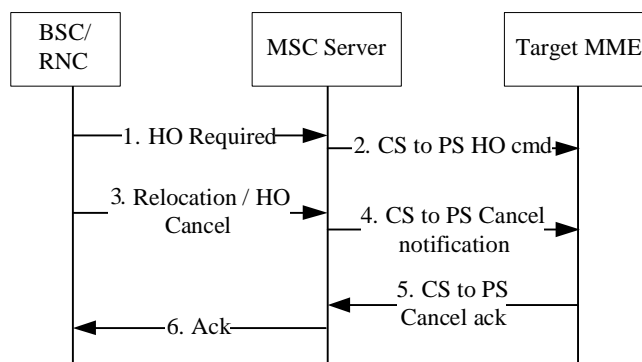 BSC/
RNC
MSC Server
Target MME
1. HO Required
2. CS to PS HO cmd
3. Relocation / HO
Cancel
4. CS to PS Cancel
notification
5. CS to PS
Cancel ack
6. Ack